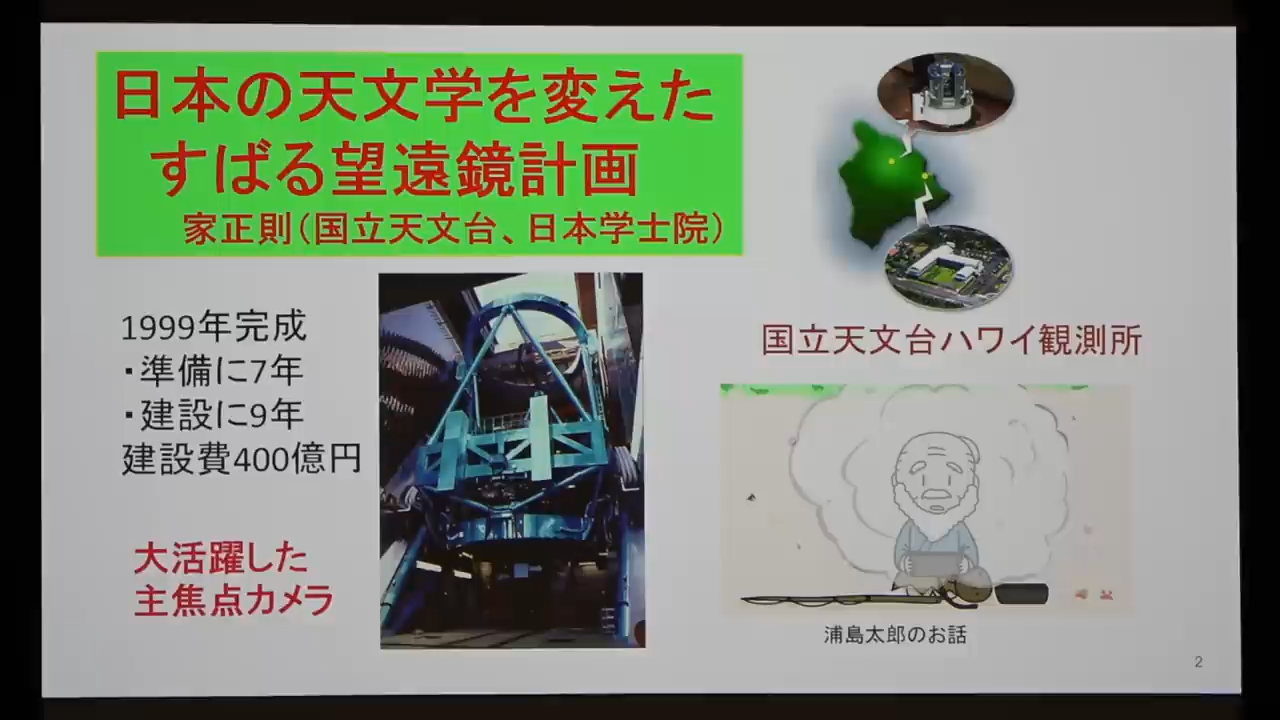 日本の天文学を変えた
すばる望遠鏡計画
家正則(国立天文台、日本学士院)
1999年完成
・準備に7年
・建設に9年
建設費400億円
大活躍した
主焦点カメラ
国立天文台ハワイ観測所
浦島太郎のお話
2